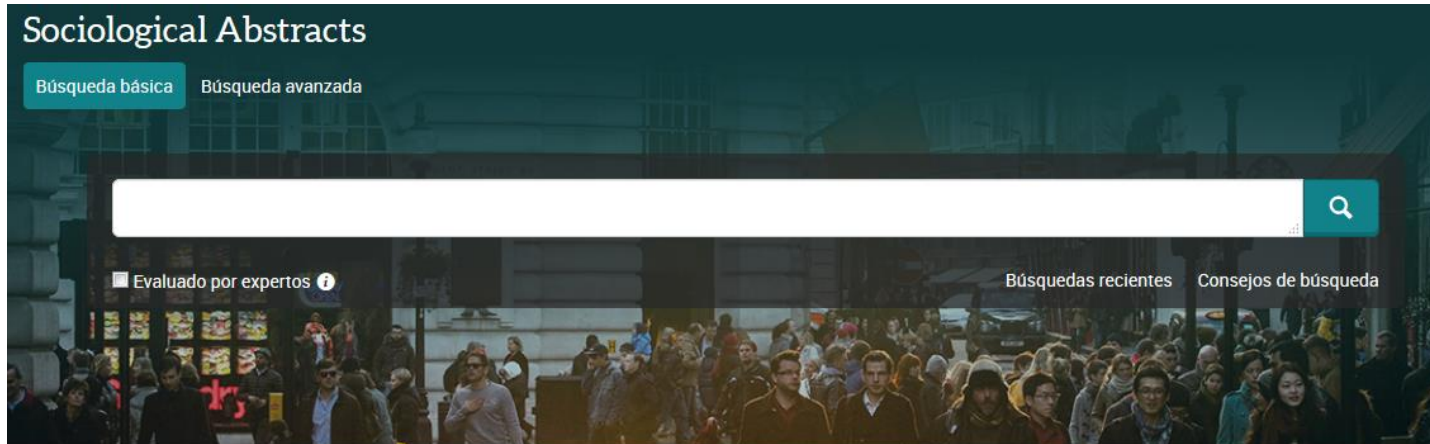 Sociological Abstracts
Búsqueda básica Búsqueda avanzada
Evaluado por expertos Búsquedas recientes Consejos de búsqueda